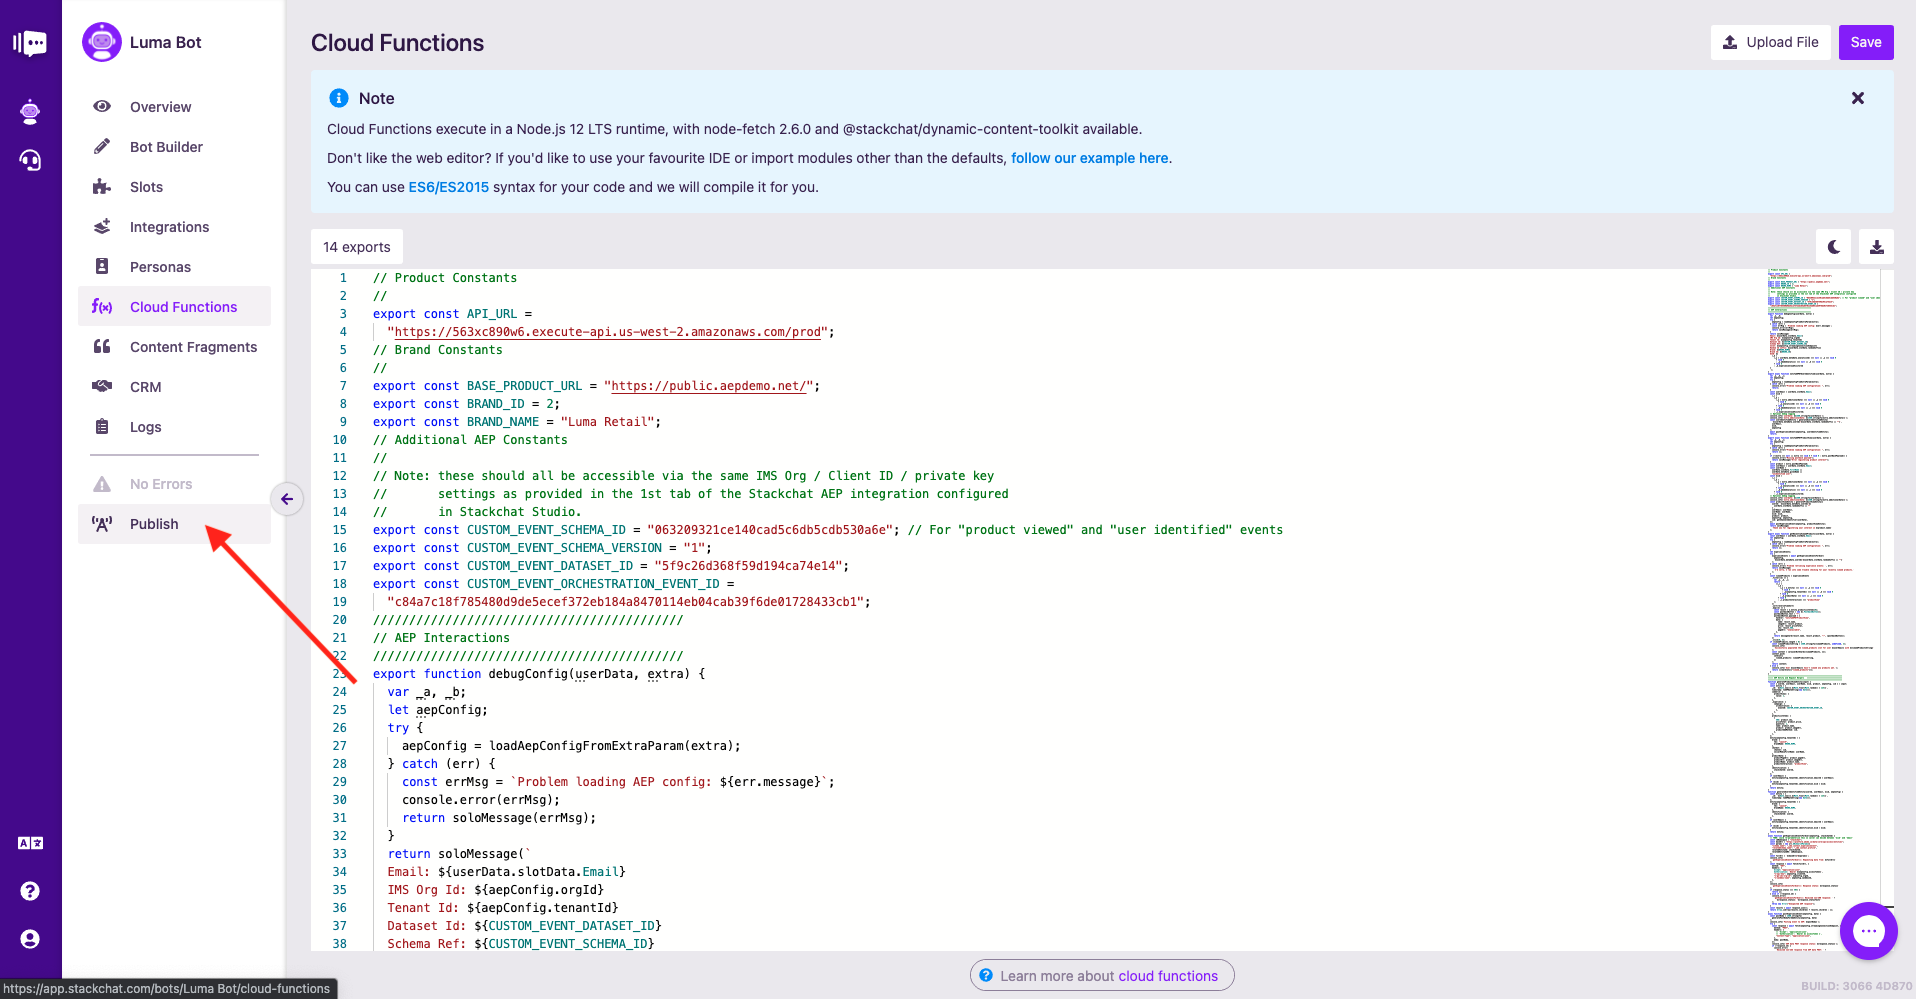 Luma Bot
Overview
Bot Builder
Slots
Integrations
Personas
f(x) Cloud Functions
Content Fragments
CRM
Logs
No Errors
Publish
Cloud Functions
Upload File
Save
Note
Cloud Functions execute in a Node.js 12 LTS runtime, with node-fetch 2.6.0 and @stackchat/dynamic-content-toolkit available.
Don't like the web editor? If you'd like to use your favourite IDE or import modules other than the defaults, follow our example here.
You can use ES6/ES2015 syntax for your code and we will compile it for you.
14 exports
1 // Product Constants
2 //
3 export const API_URL =
4 "https://563xc890w6.execute-api.us-west-2.amazonaws.com/prod";
5 // Brand Constants
6 //
7 export const BASE_PRODUCT_URL = "https://public.aepdemo.net/";
8 export const BRAND_ID = 2;
9 export const BRAND_NAME = "Luma Retail";
10 // Additional AEP Constants
11 //
12 // Note: these should all be accessible via the same IMS Org / Client ID / private key
13 // settings as provided in the 1st tab of the Stackchat AEP integration configured
14 // in Stackchat Studio.
15 export const CUSTOM_EVENT_SCHEMA_ID = "063209321ce140cad5c6db5cdb530a6e"; // For "product viewed" and "user identified" events
16 export const CUSTOM_EVENT_SCHEMA_VERSION = "1";
17 export const CUSTOM_EVENT_DATASET_ID = "5f9c26d368f59d194ca74e14";
18 export const CUSTOM_EVENT_ORCHESTRATION_EVENT_ID =
19 "c84a7c18f785480d9de5ecef372eb184a8470114eb04cab39f6de01728433cb1";
20 ///////////////////////////////////////////
21 // AEP Interactions
22 ///////////////////////////////////////////
23 export function debugConfig(userData, extra) {
24 var _a, _b;
25 let aepConfig;
26 try {
27 aepConfig = loadAepConfigFromExtraParam(extra);
28 } catch (err) {
29 const errMsg = `Problem loading AEP config: ${err.message}`;
30 console.error(errMsg);
31 return soloMessage(errMsg);
32 }
33 return soloMessage(`
34 Email: ${userData.slotData.Email}
35 IMS Org Id: ${aepConfig.orgId}
36 Tenant Id: ${aepConfig.tenantId}
37 Dataset Id: ${CUSTOM_EVENT_DATASET_ID}
38 Schema Ref: ${CUSTOM_EVENT_SCHEMA_ID}
Learn more about cloud functions
https://app.stackchat.com/bots/Luma Bot/cloud-functions
BUILD: 3066 4D870